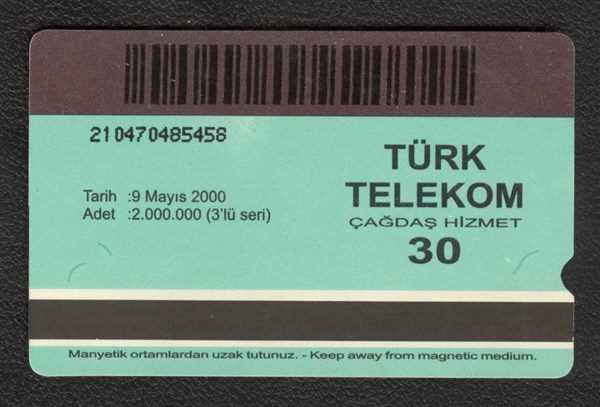 210470485458
TÜRK
TELEKOM
ÇAĞDAŞ HİZMET
30
Tarih :9 Mayıs 2000
Adet :2.000.000 (3'lü seri)
Manyetik ortamlardan uzak tutunuz. - Keep away from magnetic medium.